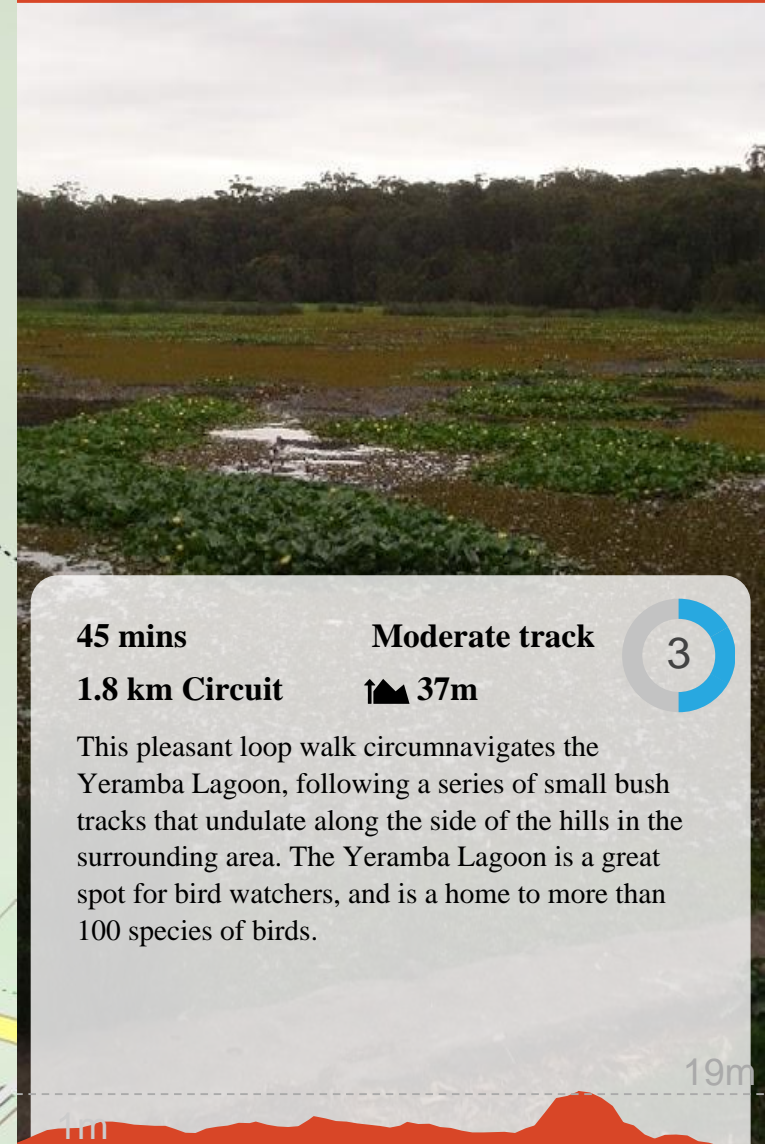 45 mins
Moderate track
3
1.8 km Circuit
37m
This pleasant loop walk circumnavigates the
Yeramba Lagoon, following a series of small bush
tracks that undulate along the side of the hills in the
surrounding area. The Yeramba Lagoon is a great
spot for bird watchers, and is a home to more than
100 species of birds.
19m
1m